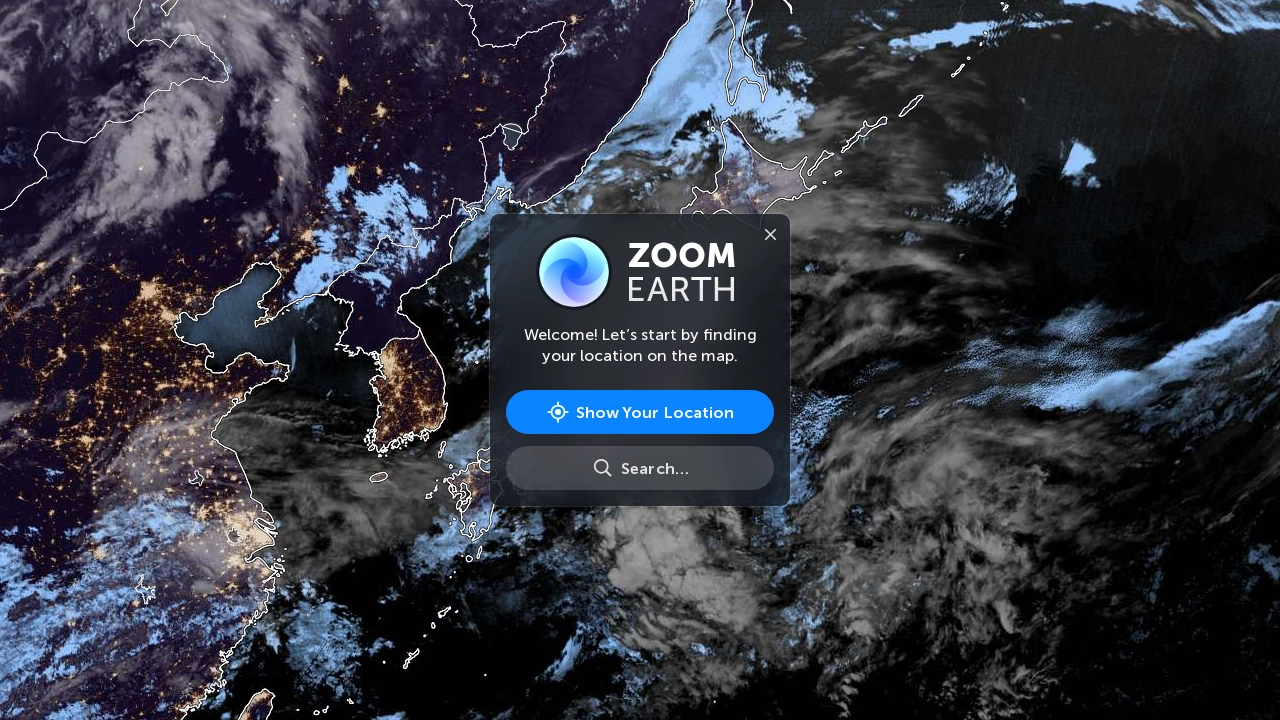 ZOOM
EARTH
Welcome! Let’s start by finding
your location on the map.
Show Your Location
Search...